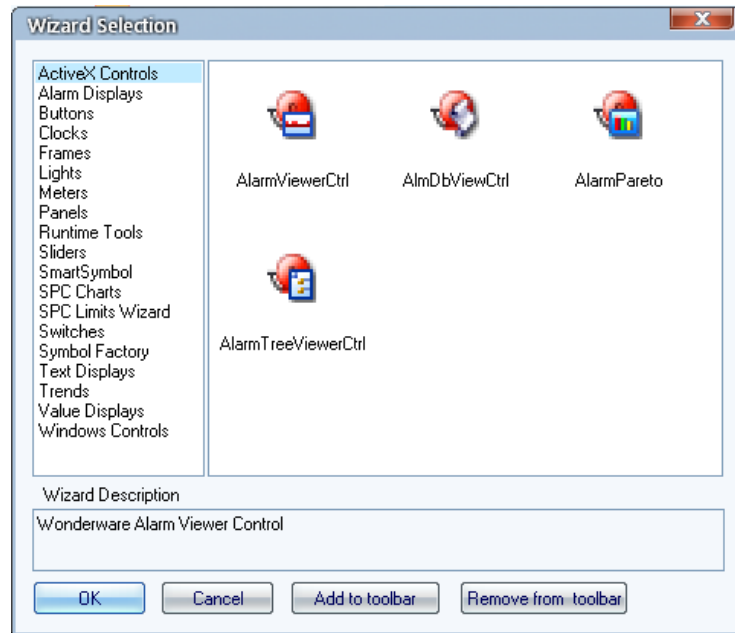 Wizard Selection
ActiveX Controls
Alarm Displays
Buttons
Clocks
Frames
Lights
Meters
Panels
Runtime Tools
Sliders
SmartSymbol
SPC Charts
SPC Limits Wizard
Switches
Symbol Factory
Text Displays
Trends
Value Displays
Windows Controls
AlarmViewerCtrl
AlmDbViewCtrl
AlarmPareto
AlarmTreeViewerCtrl
Wizard Description
Wonderware Alarm Viewer Control
OK
Cancel
Add to toolbar
Remove from toolbar